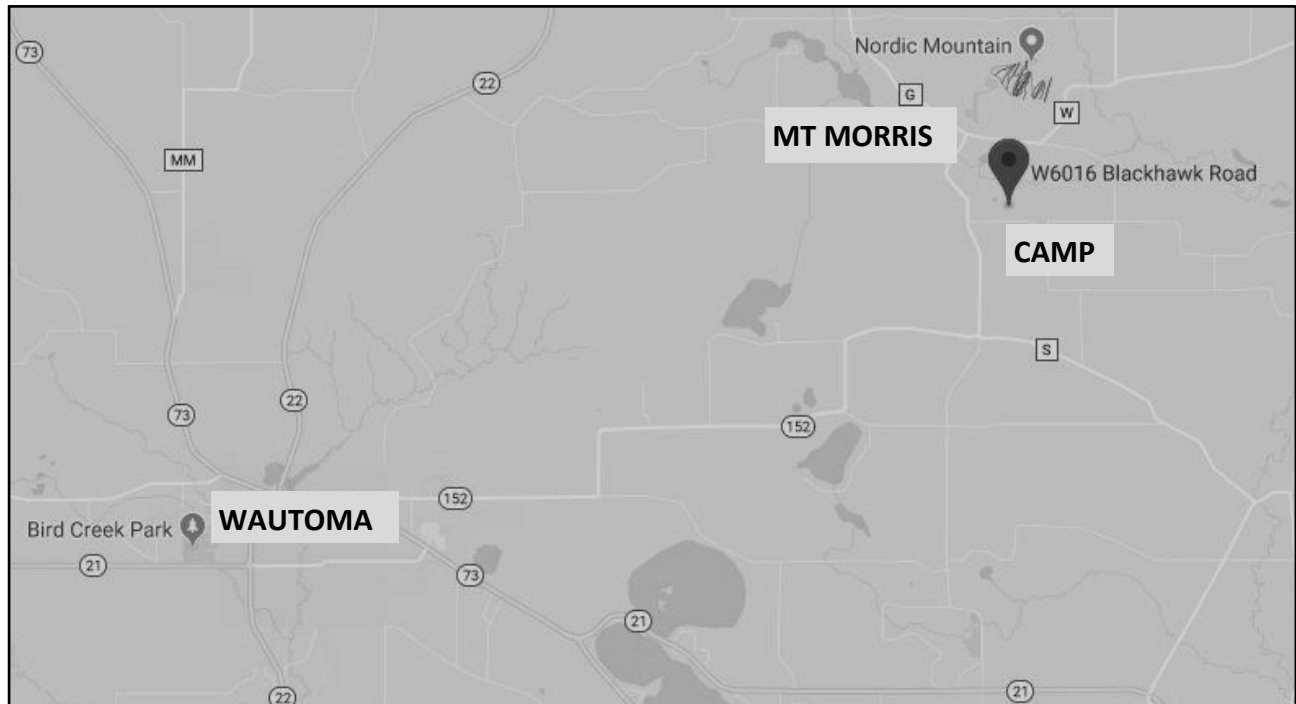 73
22
Nordic Mountain
22
G
W
MT MORRIS
MM
W6016 Blackhawk Road
CAMP
S
22
73
152
152
WAUTOMA
Bird Creek Park
21
73
21
22
21